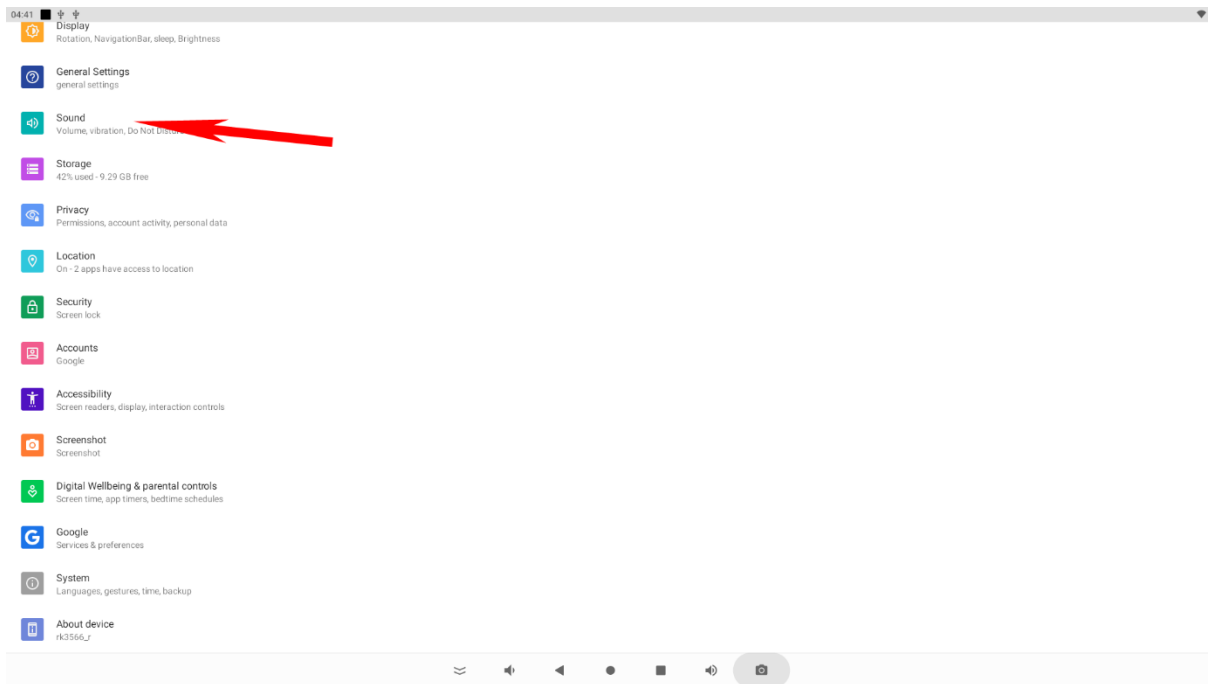 04:41
Display
Rotation, NavigationBar, sleep, Brightness
General Settings
general settings
Sound
Volume, vibration, Do Not
Storage
42% used - 9.29 GB free
Privacy
Permissions, account activity, personal data
Location
On - 2 apps have access to location
Security
Screen lock
Accounts
Google
Accessibility
Screen readers, display, interaction controls
Screenshot
Screenshot
Digital Wellbeing & parental controls
Screen time, app timers, bedtime schedules
G
Google
Services & preferences
System
Languages, gestures, time, backup
About device
rk3566_r